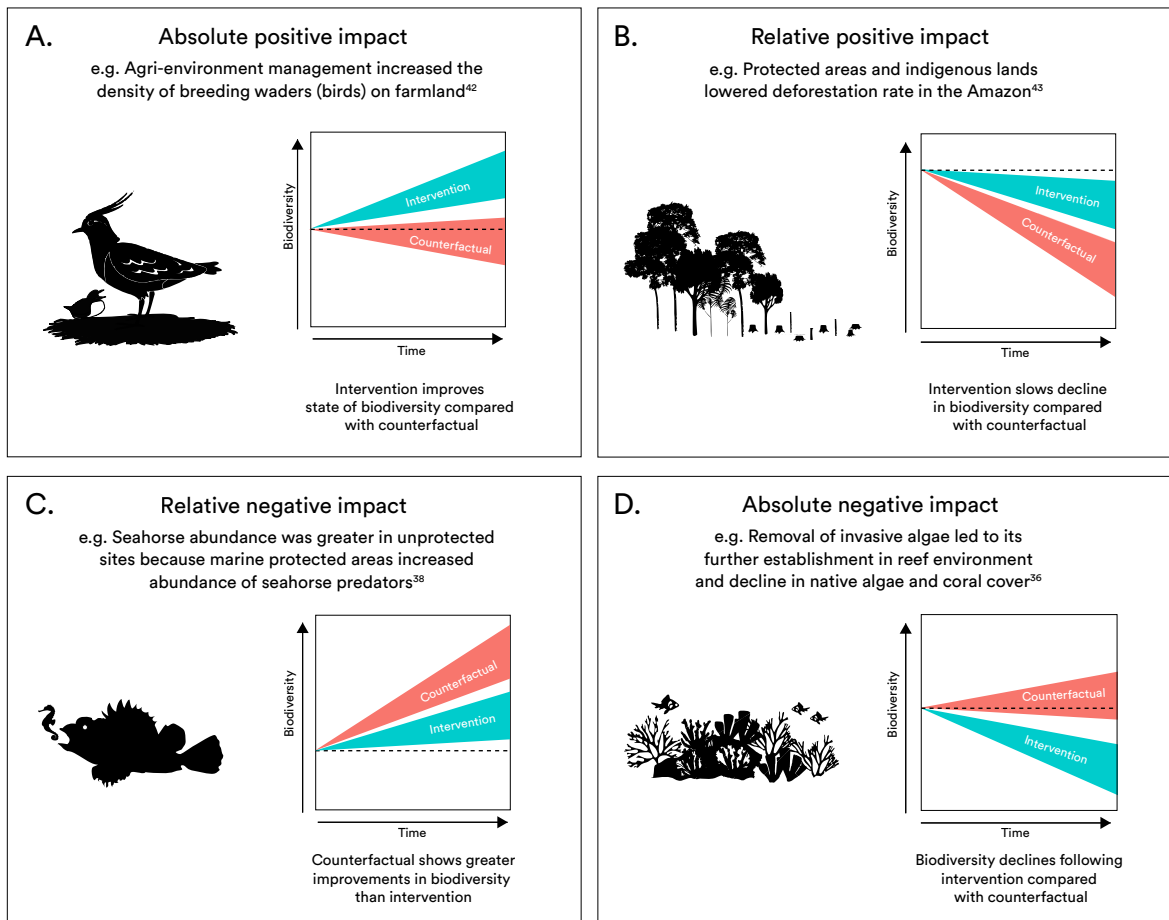 A.
Absolute positive impact
e.g. Agri-environment management increased the
density of breeding waders (birds) on farmland⁴²
Biodiversity
Intervention
Counterfactual
Time
Intervention improves
state of biodiversity compared
with counterfactual
B.
Relative positive impact
e.g. Protected areas and indigenous lands
lowered deforestation rate in the Amazon⁴³
Biodiversity
Intervention
Counterfactual
Time
Intervention slows decline
in biodiversity compared
with counterfactual
C.
Relative negative impact
e.g. Seahorse abundance was greater in unprotected
sites because marine protected areas increased
abundance of seahorse predators³⁸
Biodiversity
Counterfactual
Intervention
Time
Counterfactual shows greater
improvements in biodiversity
than intervention
D.
Absolute negative impact
e.g. Removal of invasive algae led to its
further establishment in reef environment
and decline in native algae and coral cover³⁶
Biodiversity
Counterfactual
Intervention
Time
Biodiversity declines following
intervention compared
with counterfactual